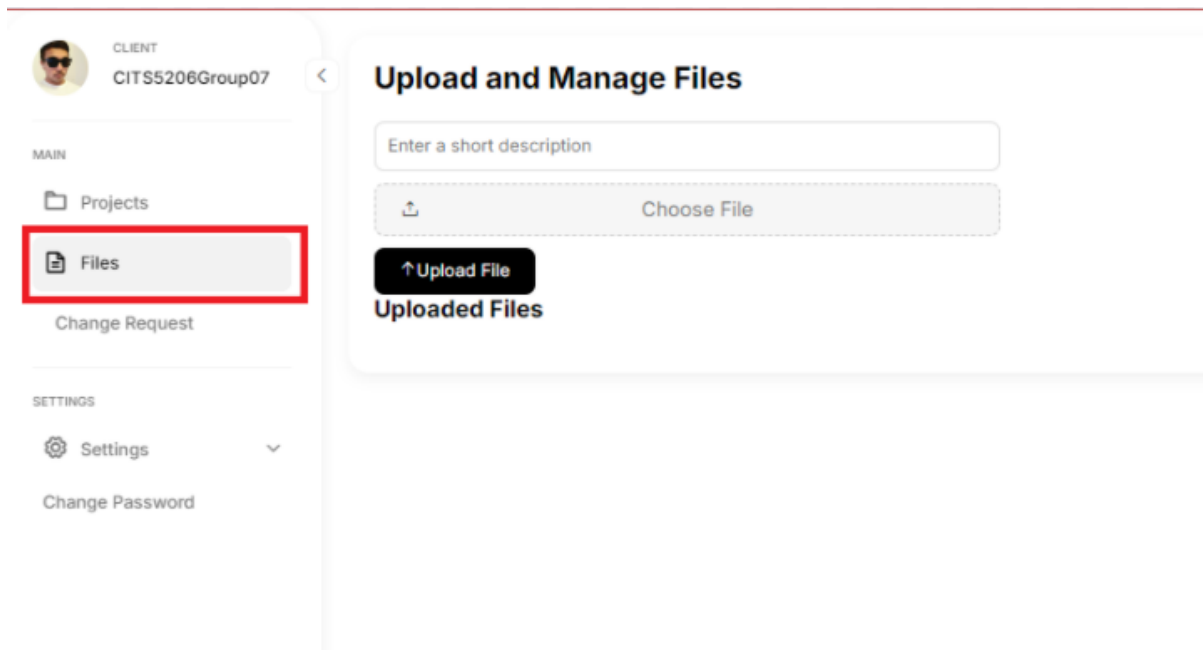 CLIENT
CITS5206Group07
MAIN
Projects
Files
Change Request
SETTINGS
Settings
Change Password
Upload and Manage Files
Enter a short description
Choose File
↑Upload File
Uploaded Files